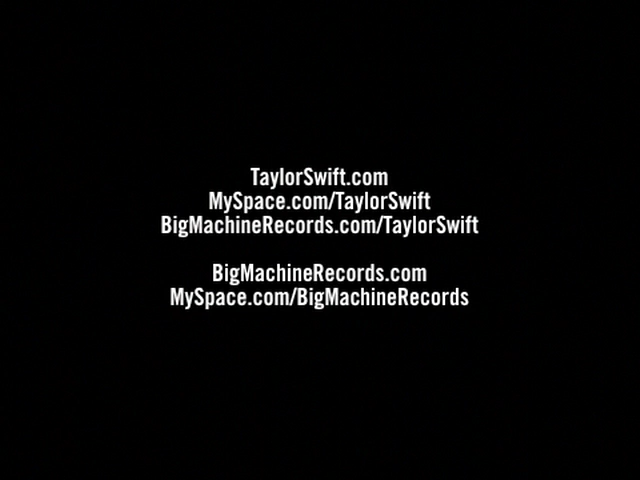 TaylorSwift.com
MySpace.com/TaylorSwift
BigMachineRecords.com/TaylorSwift
BigMachineRecords.com
MySpace.com/BigMachineRecords